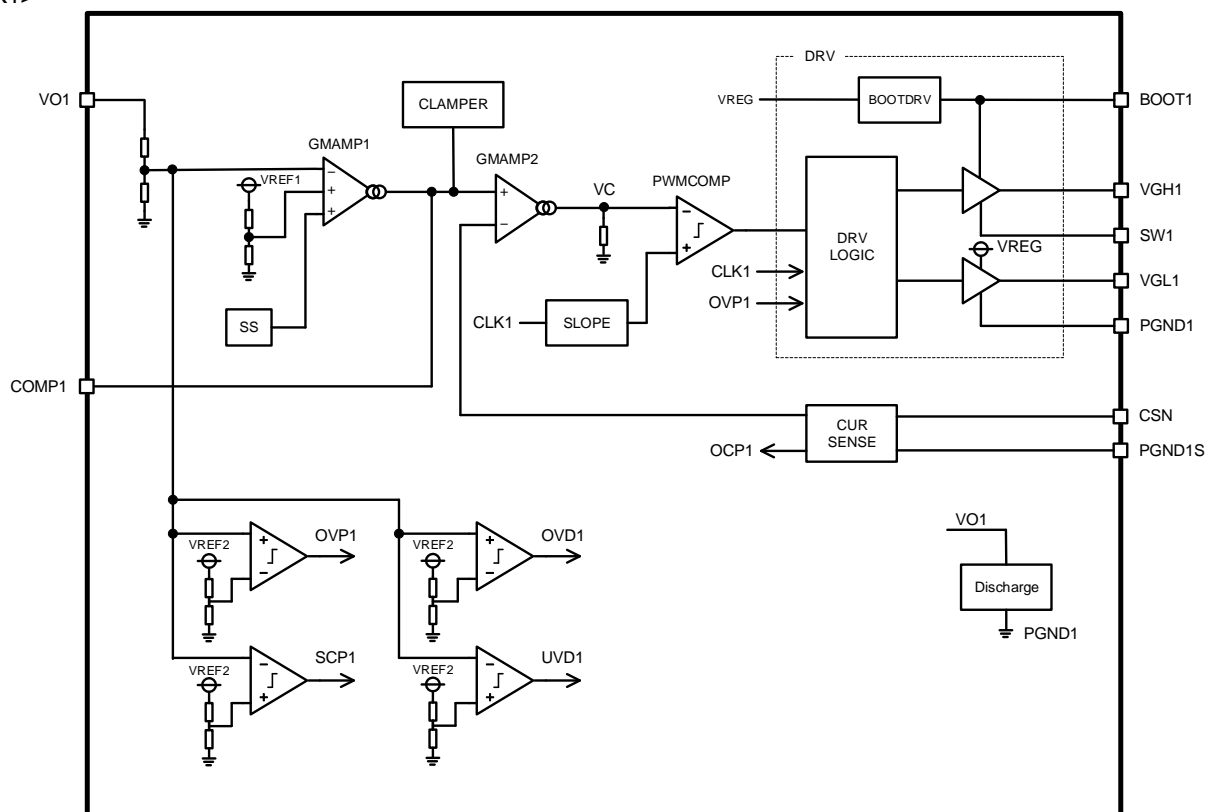 DRV
VO1
CLAMPER
VREG
BOOTDRV
BOOT1
GMAMP1
GMAMP2
VREF1
−
+
+
+
−
VC
PWMCOMP
−
+
DRV
LOGIC
VGH1
SW1
VREG
CLK1
VGL1
OVP1
SS
CLK1
SLOPE
PGND1
COMP1
CUR
SENSE
CSN
OCP1
PGND1S
VREF2
+
−
OVP1
VREF2
+
−
OVD1
VO1
Discharge
PGND1
VREF2
−
+
SCP1
VREF2
−
+
UVD1